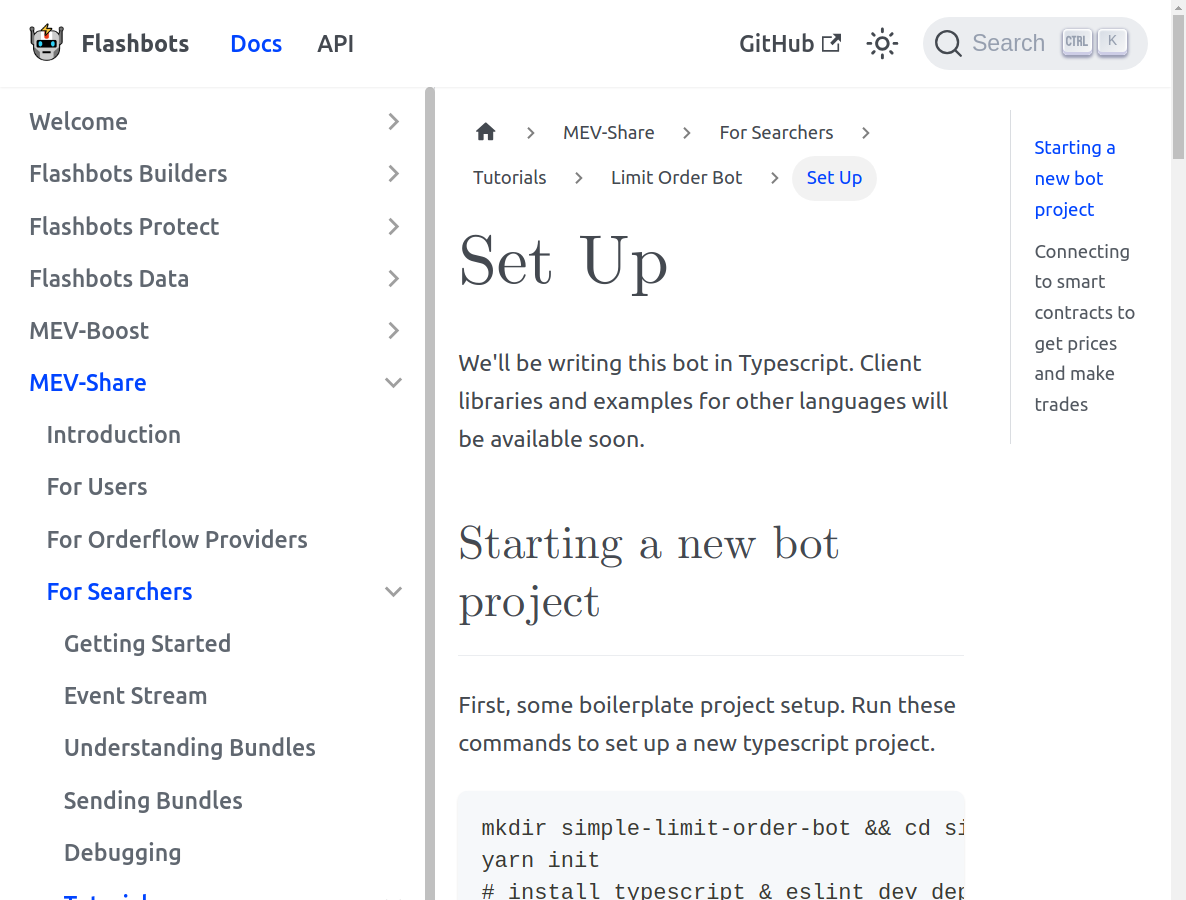 Flashbots Docs API GitHub Search CTRL K
Welcome
Flashbots Builders
Flashbots Protect
Flashbots Data
MEV-Boost
MEV-Share
Introduction
For Users
For Orderflow Providers
For Searchers
Getting Started
Event Stream
Understanding Bundles
Sending Bundles
Debugging
MEV-Share For Searchers
Tutorials Limit Order Bot Set Up
Set Up
We'll be writing this bot in Typescript. Client
libraries and examples for other languages will
be available soon.
Starting a new bot
project
First, some boilerplate project setup. Run these
commands to set up a new typescript project.
mkdir simple-limit-order-bot && cd si
yarn init
# install typescript & eslint dev dep
Starting a
new bot
project
Connecting
to smart
contracts to
get prices
and make
trades